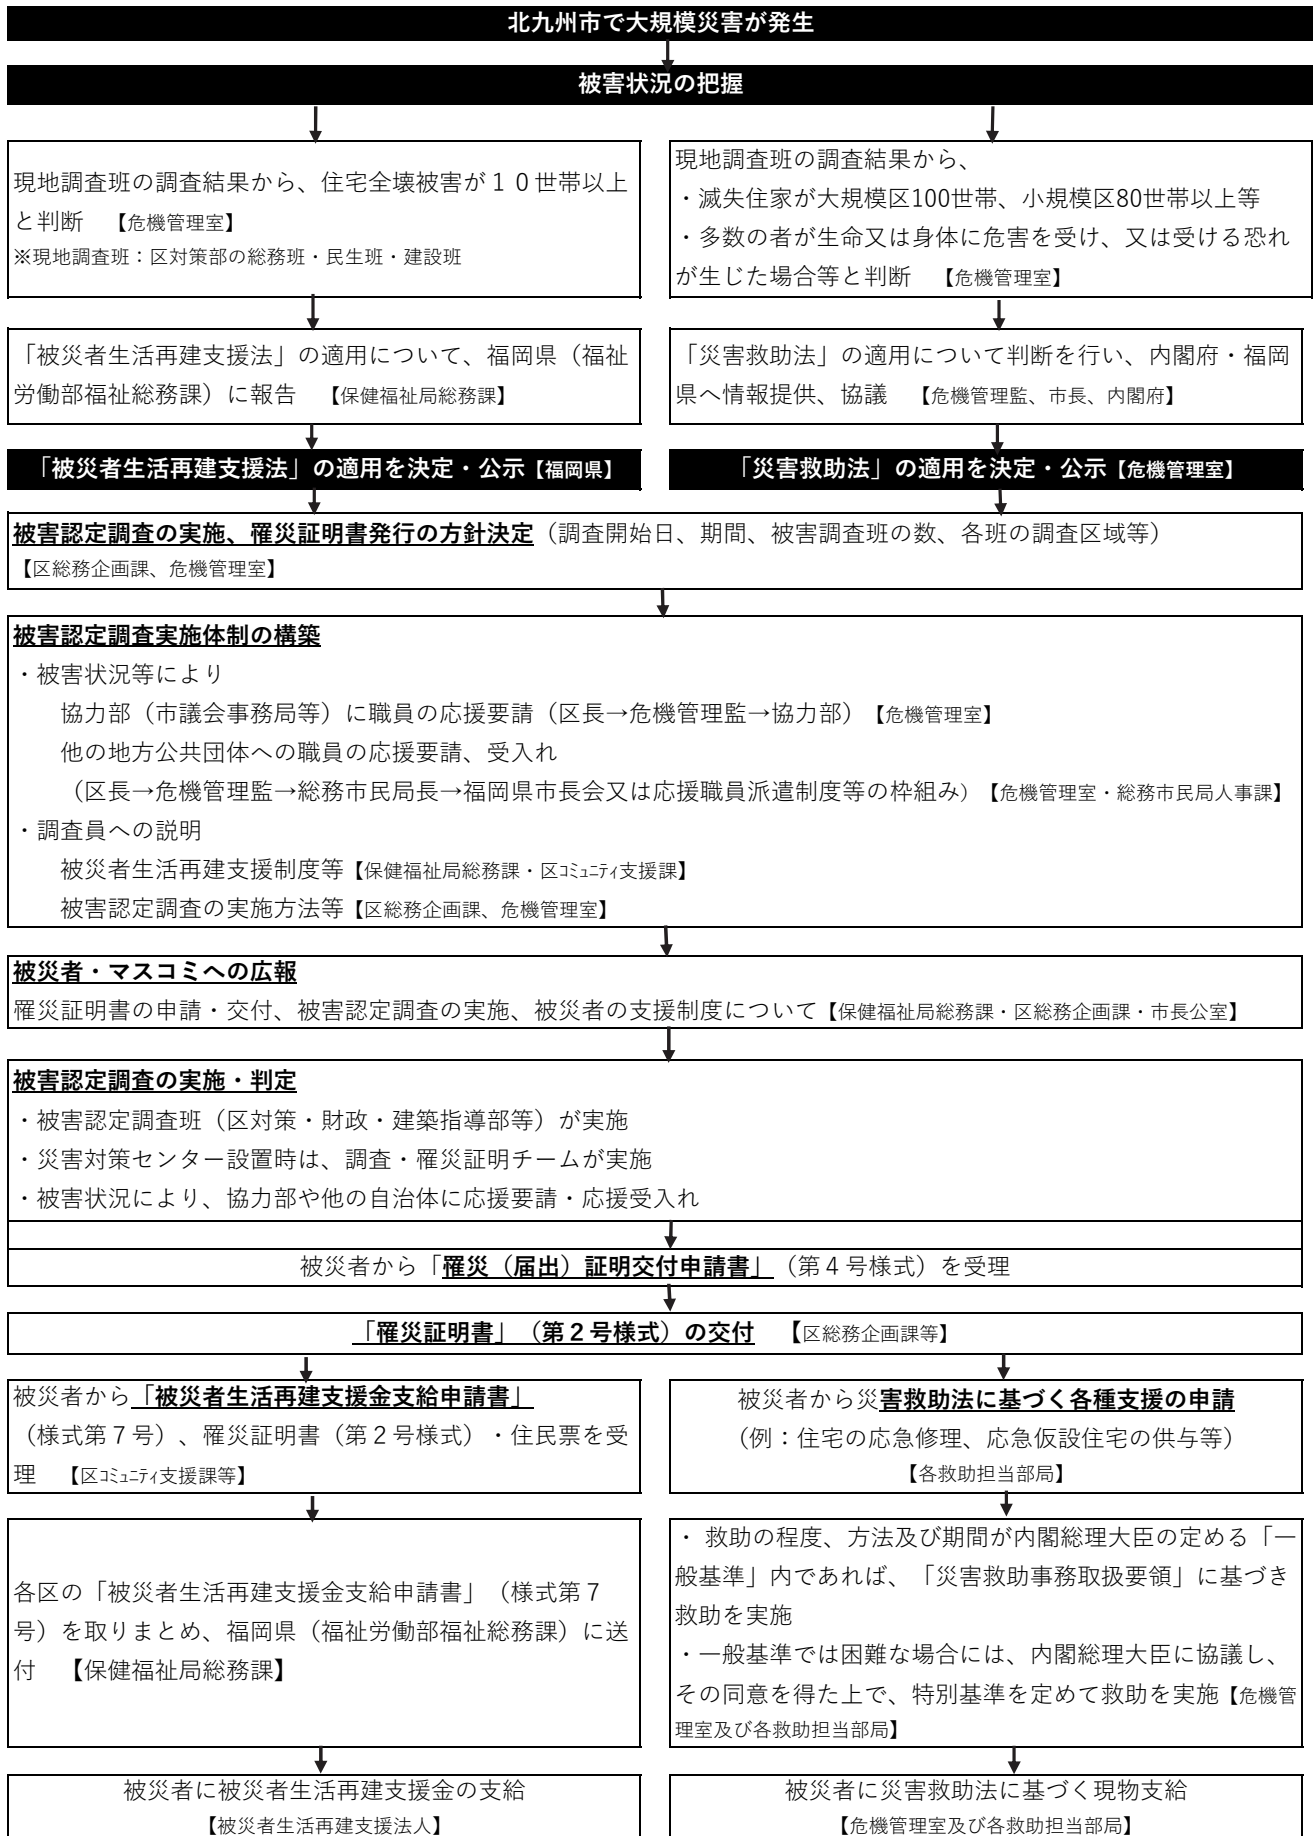 北九州市で大規模災害が発生
被害状況の把握
現地調査班の調査結果から、住宅全壊被害が１０世帯以上
と判断　【危機管理室】
※現地調査班：区対策部の総務班・民生班・建設班
現地調査班の調査結果から、
・滅失住家が大規模区100世帯、小規模区80世帯以上等
・多数の者が生命又は身体に危害を受け、又は受ける恐れ
が生じた場合等と判断　【危機管理室】
「被災者生活再建支援法」の適用について、福岡県（福祉
労働部福祉総務課）に報告　【保健福祉局総務課】
「災害救助法」の適用について判断を行い、内閣府・福岡
県へ情報提供、協議　【危機管理監、市長、内閣府】
「被災者生活再建支援法」の適用を決定・公示【福岡県】
「災害救助法」の適用を決定・公示【危機管理室】
被害認定調査の実施、罹災証明書発行の方針決定（調査開始日、期間、被害調査班の数、各班の調査区域等）
【区総務企画課、危機管理室】
被害認定調査実施体制の構築
・被害状況等により
協力部（市議会事務局等）に職員の応援要請（区長→危機管理監→協力部）【危機管理室】
他の地方公共団体への職員の応援要請、受入れ
（区長→危機管理監→総務市民局長→福岡県市長会又は応援職員派遣制度等の枠組み）【危機管理室・総務市民局人事課】
・調査員への説明
被災者生活再建支援制度等【保健福祉局総務課・区ｺﾐｭﾆﾃｨ支援課】
被害認定調査の実施方法等【区総務企画課、危機管理室】
被災者・マスコミへの広報
罹災証明書の申請・交付、被害認定調査の実施、被災者の支援制度について【保健福祉局総務課・区総務企画課・市長公室】
被害認定調査の実施・判定
・被害認定調査班（区対策・財政・建築指導部等）が実施
・災害対策センター設置時は、調査・罹災証明チームが実施
・被害状況により、協力部や他の自治体に応援要請・応援受入れ
被災者から「罹災（届出）証明交付申請書」（第４号様式）を受理
「罹災証明書」（第２号様式）の交付　【区総務企画課等】
被災者から「被災者生活再建支援金支給申請書」
（様式第７号）、罹災証明書（第２号様式）・住民票を受
理　【区ｺﾐｭﾆﾃｨ支援課等】
被災者から災害救助法に基づく各種支援の申請
（例：住宅の応急修理、応急仮設住宅の供与等）
【各救助担当部局】
各区の「被災者生活再建支援金支給申請書」（様式第７
号）を取りまとめ、福岡県（福祉労働部福祉総務課）に送
付　【保健福祉局総務課】
・ 救助の程度、方法及び期間が内閣総理大臣の定める「一
般基準」内であれば、「災害救助事務取扱要領」に基づき
救助を実施
・一般基準では困難な場合には、内閣総理大臣に協議し、
その同意を得た上で、特別基準を定めて救助を実施【危機管
理室及び各救助担当部局】
被災者に被災者生活再建支援金の支給
【被災者生活再建支援法人】
被災者に災害救助法に基づく現物支給
【危機管理室及び各救助担当部局】